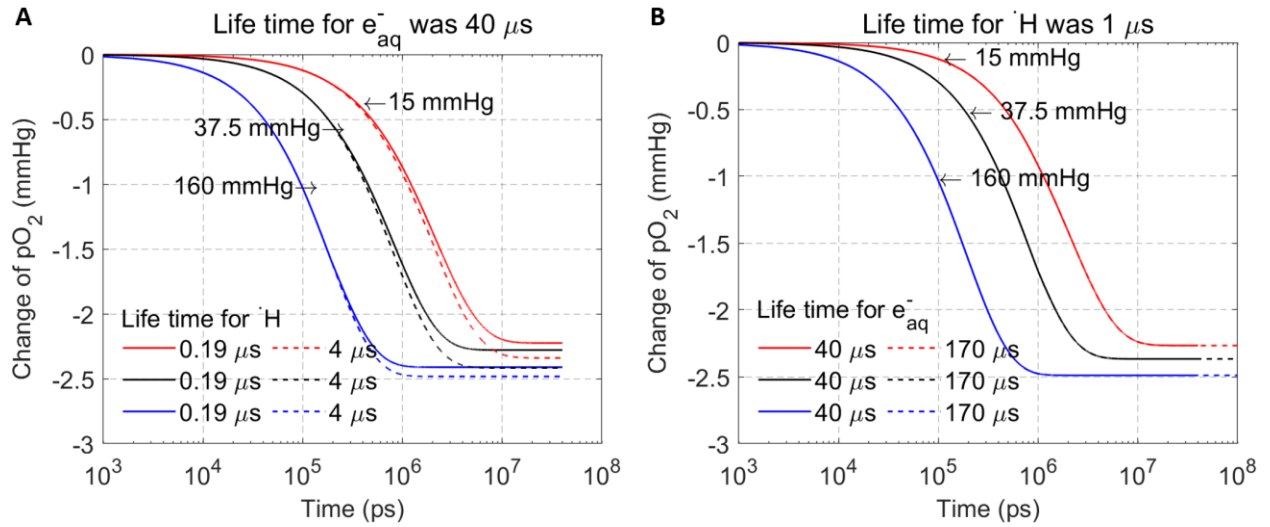 A
Life time for e⁻aq was 40 μs
0
-0.5
-1
-1.5
-2
-2.5
-3
Change of pO₂ (mmHg)
15 mmHg
37.5 mmHg
160 mmHg
Life time for ˙H
0.19 μs 4 μs
0.19 μs 4 μs
0.19 μs 4 μs
10³ 10⁴ 10⁵ 10⁶ 10⁷ 10⁸
Time (ps)
B
Life time for ˙H was 1 μs
0
-0.5
-1
-1.5
-2
-2.5
-3
Change of pO₂ (mmHg)
15 mmHg
37.5 mmHg
160 mmHg
Life time for e⁻aq
40 μs 170 μs
40 μs 170 μs
40 μs 170 μs
10³ 10⁴ 10⁵ 10⁶ 10⁷ 10⁸
Time (ps)